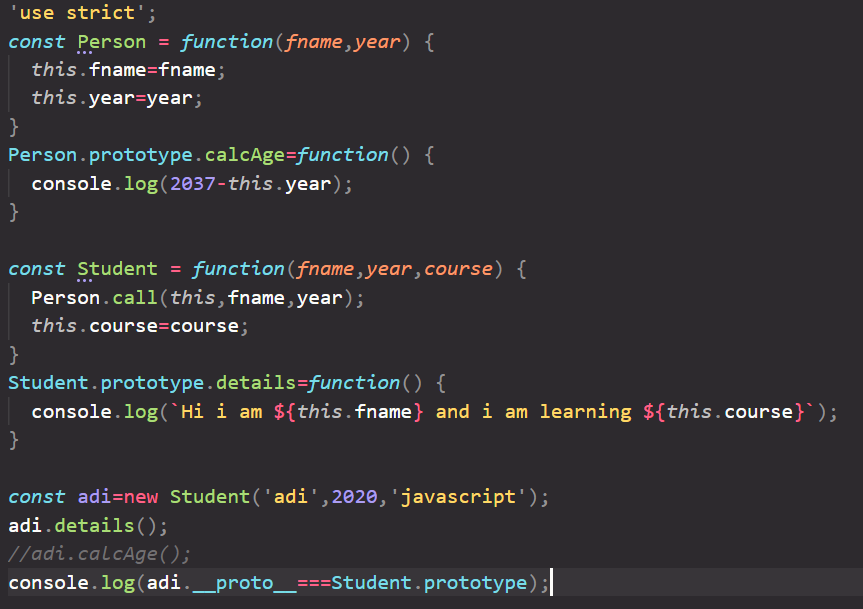 'use strict';
const Person = function(fname,year) {
  this.fname=fname;
  this.year=year;
}
Person.prototype.calcAge=function() {
  console.log(2037-this.year);
}

const Student = function(fname,year,course) {
  Person.call(this,fname,year);
  this.course=course;
}
Student.prototype.details=function() {
  console.log(`Hi i am ${this.fname} and i am learning ${this.course}`);
}

const adi=new Student('adi',2020,'javascript');
adi.details();
//adi.calcAge();
console.log(adi.__proto__===Student.prototype);